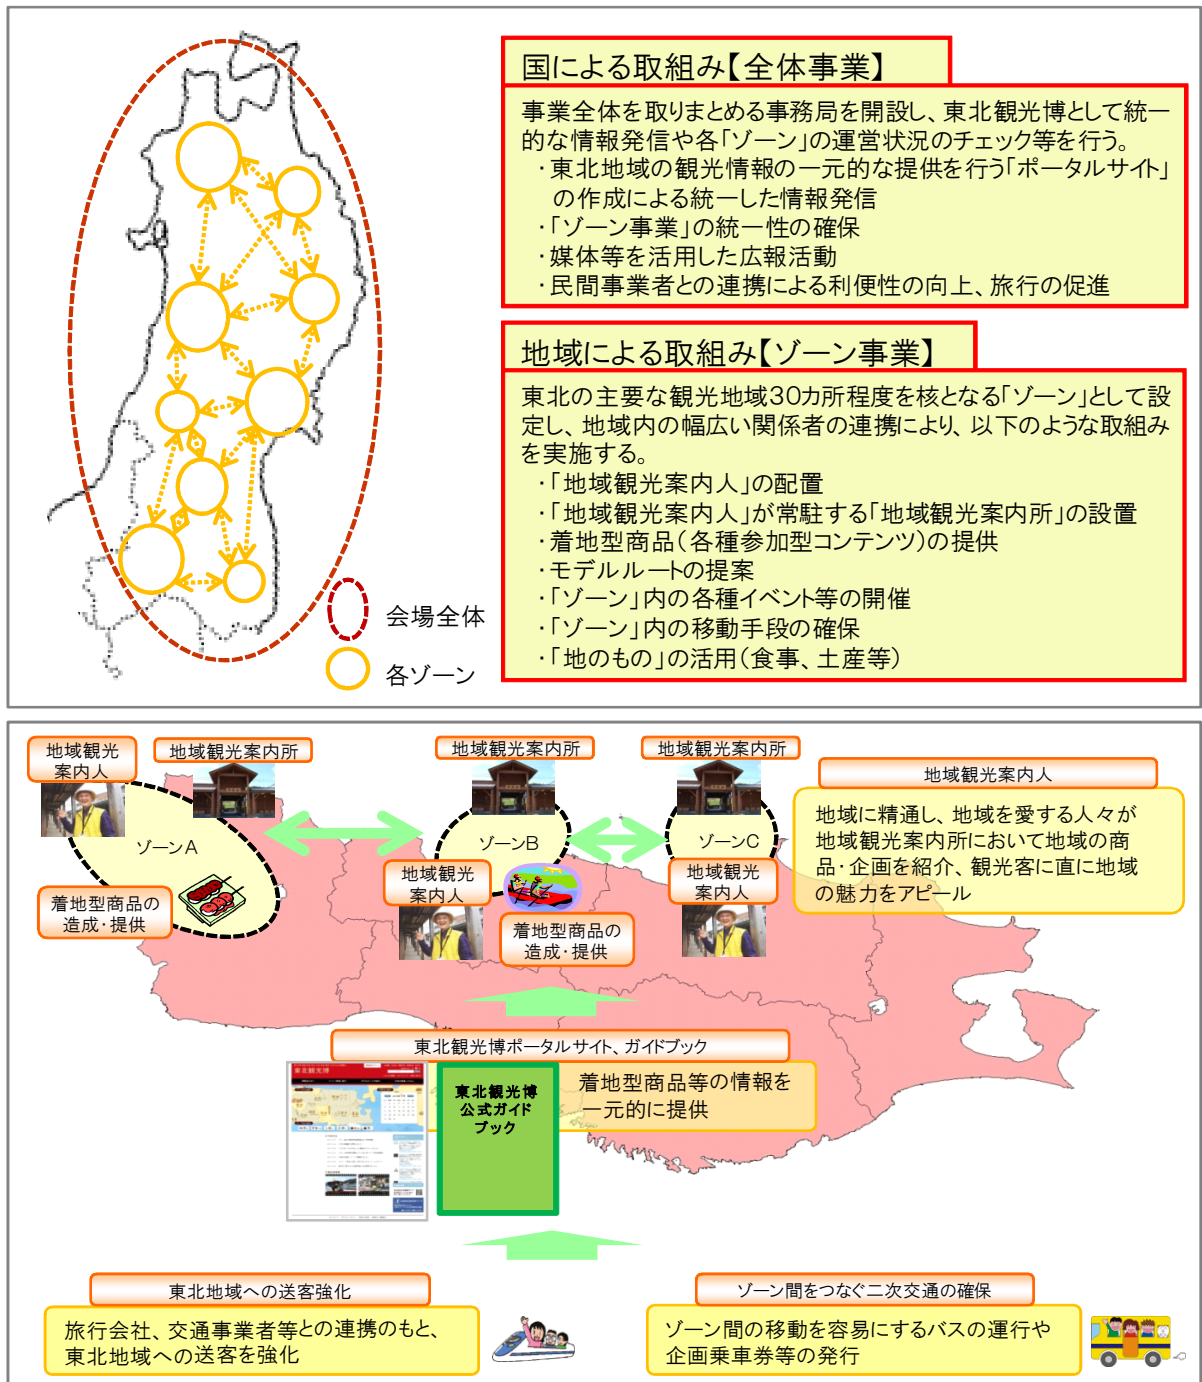 国による取組み【全体事業】
事業全体を取りまとめる事務局を開設し、東北観光博として統一
的な情報発信や各「ゾーン」の運営状況のチェック等を行う。
・東北地域の観光情報の一元的な提供を行う「ポータルサイト」
の作成による統一した情報発信
・「ゾーン事業」の統一性の確保
・媒体等を活用した広報活動
・民間事業者との連携による利便性の向上、旅行の促進
地域による取組み【ゾーン事業】
東北の主要な観光地域30カ所程度を核となる「ゾーン」として設
定し、地域内の幅広い関係者の連携により、以下のような取組み
を実施する。
・「地域観光案内人」の配置
・「地域観光案内人」が常駐する「地域観光案内所」の設置
・着地型商品(各種参加型コンテンツ)の提供
・モデルルートの提案
・「ゾーン」内の各種イベント等の開催
・「ゾーン」内の移動手段の確保
・「地のもの」の活用(食事、土産等)
会場全体
各ゾーン
地域観光
案内人
地域観光案内所
地域観光案内所
地域観光案内所
地域観光案内人
地域に精通し、地域を愛する人々が
地域観光案内所において地域の商
品・企画を紹介、観光客に直に地域
の魅力をアピール
ゾーンA
ゾーンB
ゾーンC
地域観光
案内人
地域観光
案内人
着地型商品の
造成・提供
着地型商品の
造成・提供
東北観光博ポータルサイト、ガイドブック
着地型商品等の情報を
一元的に提供
東北観光博
東北観光博
公式ガイド
ブック
東北地域への送客強化
旅行会社、交通事業者等との連携のもと、
東北地域への送客を強化
ゾーン間をつなぐ二次交通の確保
ゾーン間の移動を容易にするバスの運行や
企画乗車券等の発行